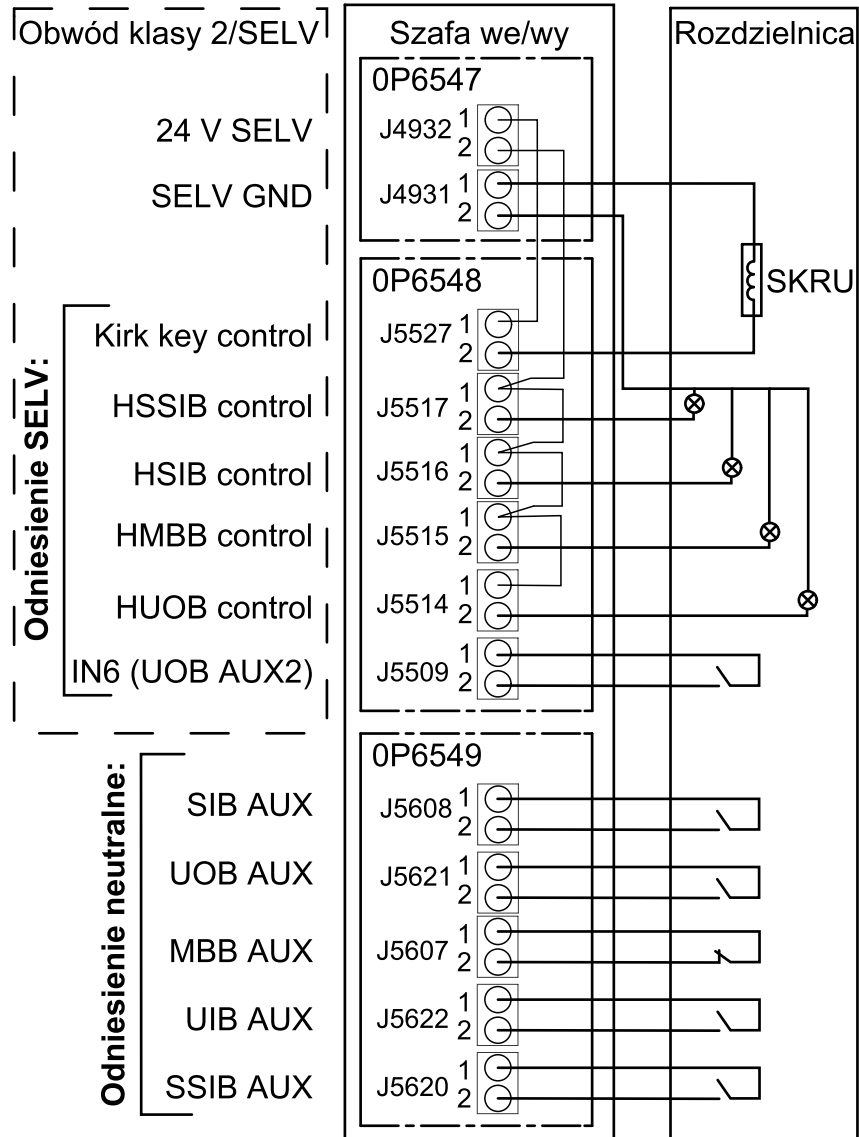 Obwód klasy 2/SELV
Szafa we/wy
Rozdzielnica
0P6547
24 V SELV
J4932
1
2
SELV GND
J4931
1
2
0P6548
SKRU
Odniesienie SELV:
Kirk key control
J5527
1
2
HSSIB control
J5517
1
2
HSIB control
J5516
1
2
HMBB control
J5515
1
2
HUOB control
J5514
1
2
IN6 (UOB AUX2)
J5509
1
2
0P6549
Odniesienie neutralne:
SIB AUX
J5608
1
2
UOB AUX
J5621
1
2
MBB AUX
J5607
1
2
UIB AUX
J5622
1
2
SSIB AUX
J5620
1
2